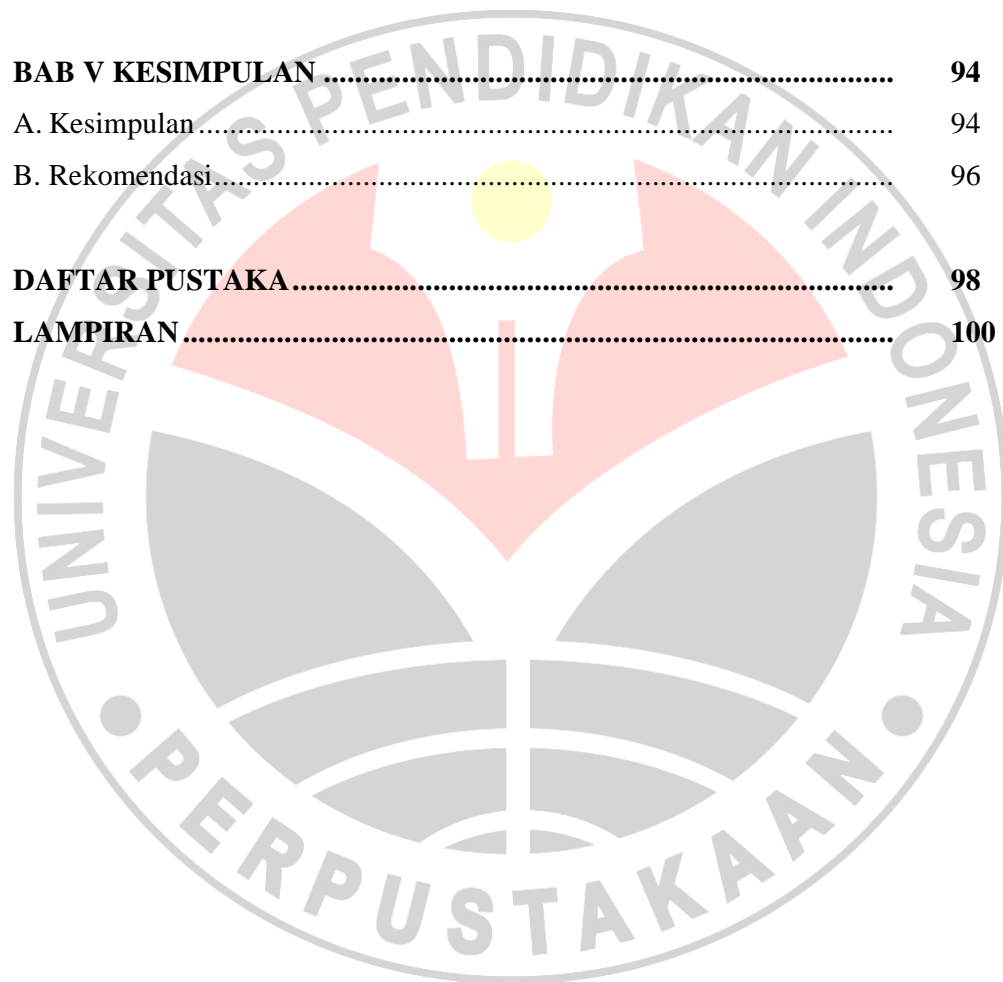 BAB V KESIMPULAN ........................................................................ 94
A. Kesimpulan ........................................................................................ 94
B. Rekomendasi ...................................................................................... 96
DAFTAR PUSTAKA ............................................................................ 98
LAMPIRAN .......................................................................................... 100
UNIVERSITAS PENDIDIKAN INDONESIA
PERPUSTAKAAN